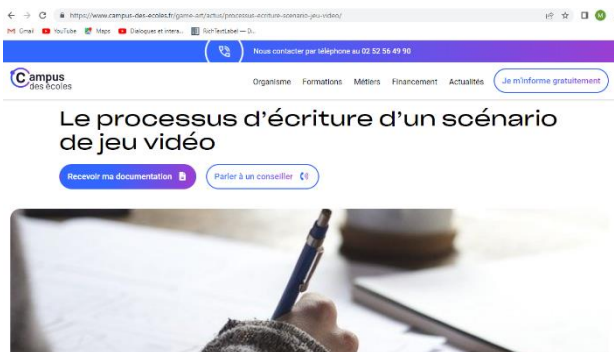 https://www.campus-des-ecoles.fr/game-art/actus/processus-ecriture-scenario-jeu-video/
Gmail YouTube Maps Dialogues et intera... RichTextLabel — D...
Nous contacter par téléphone au 02 52 56 49 90
Campus
des écoles
Organisme Formations Métiers Financement Actualités Je m'informe gratuitement
Le processus d'écriture d'un scénario
de jeu vidéo
Recevoir ma documentation Parler à un conseiller